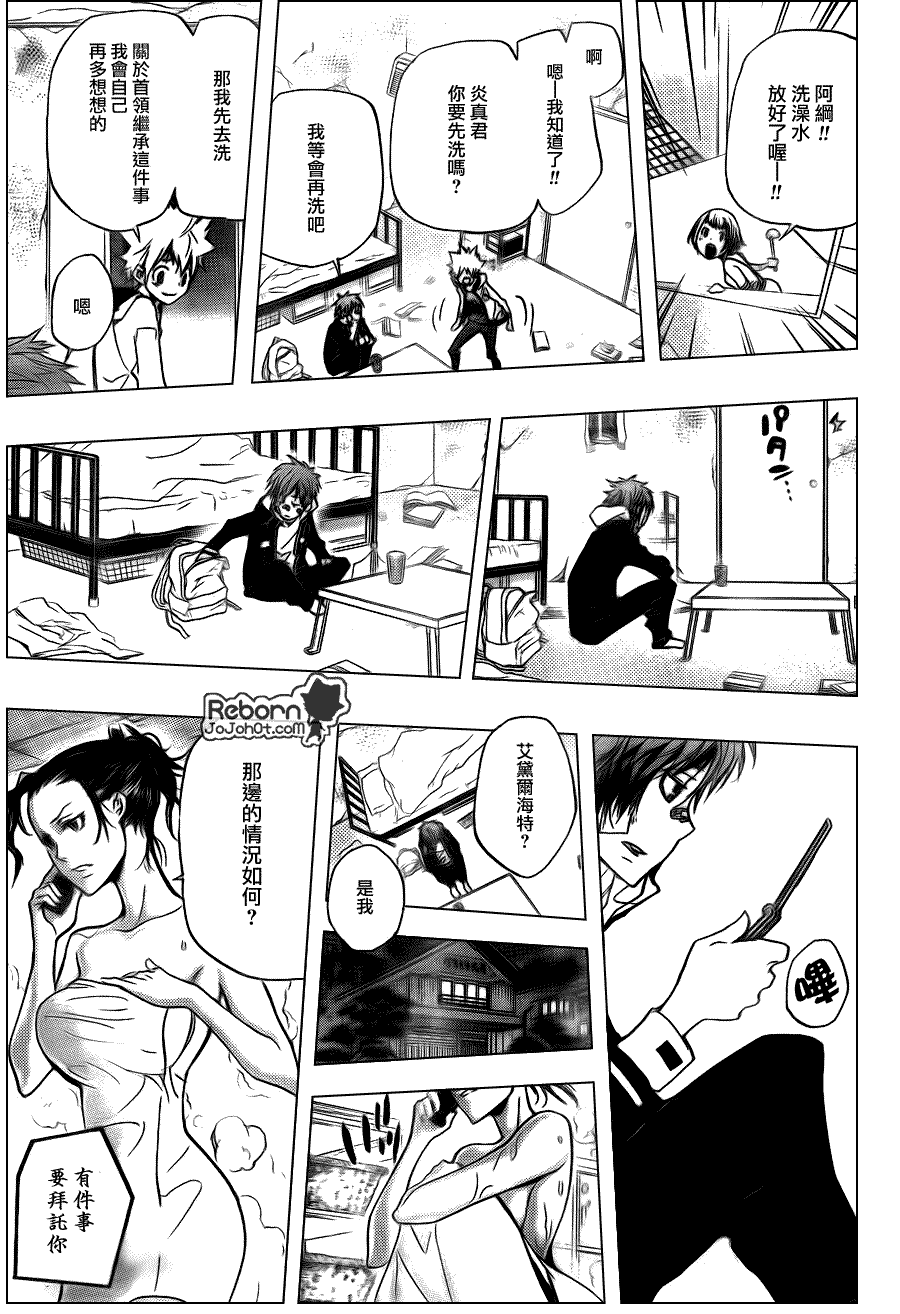 阿綱!!
洗澡水
放好了喔—!!
啊
嗯—我知道了!!
炎真君
你要先洗嗎?
我等會再洗吧
那我先去洗
關於首領繼承這件事
我會自己
再多想想的
嗯
パタン…
艾黛爾海特?
是我
那邊的情況如何?
有件事
要拜託你
Reborn
JoJoHot.com